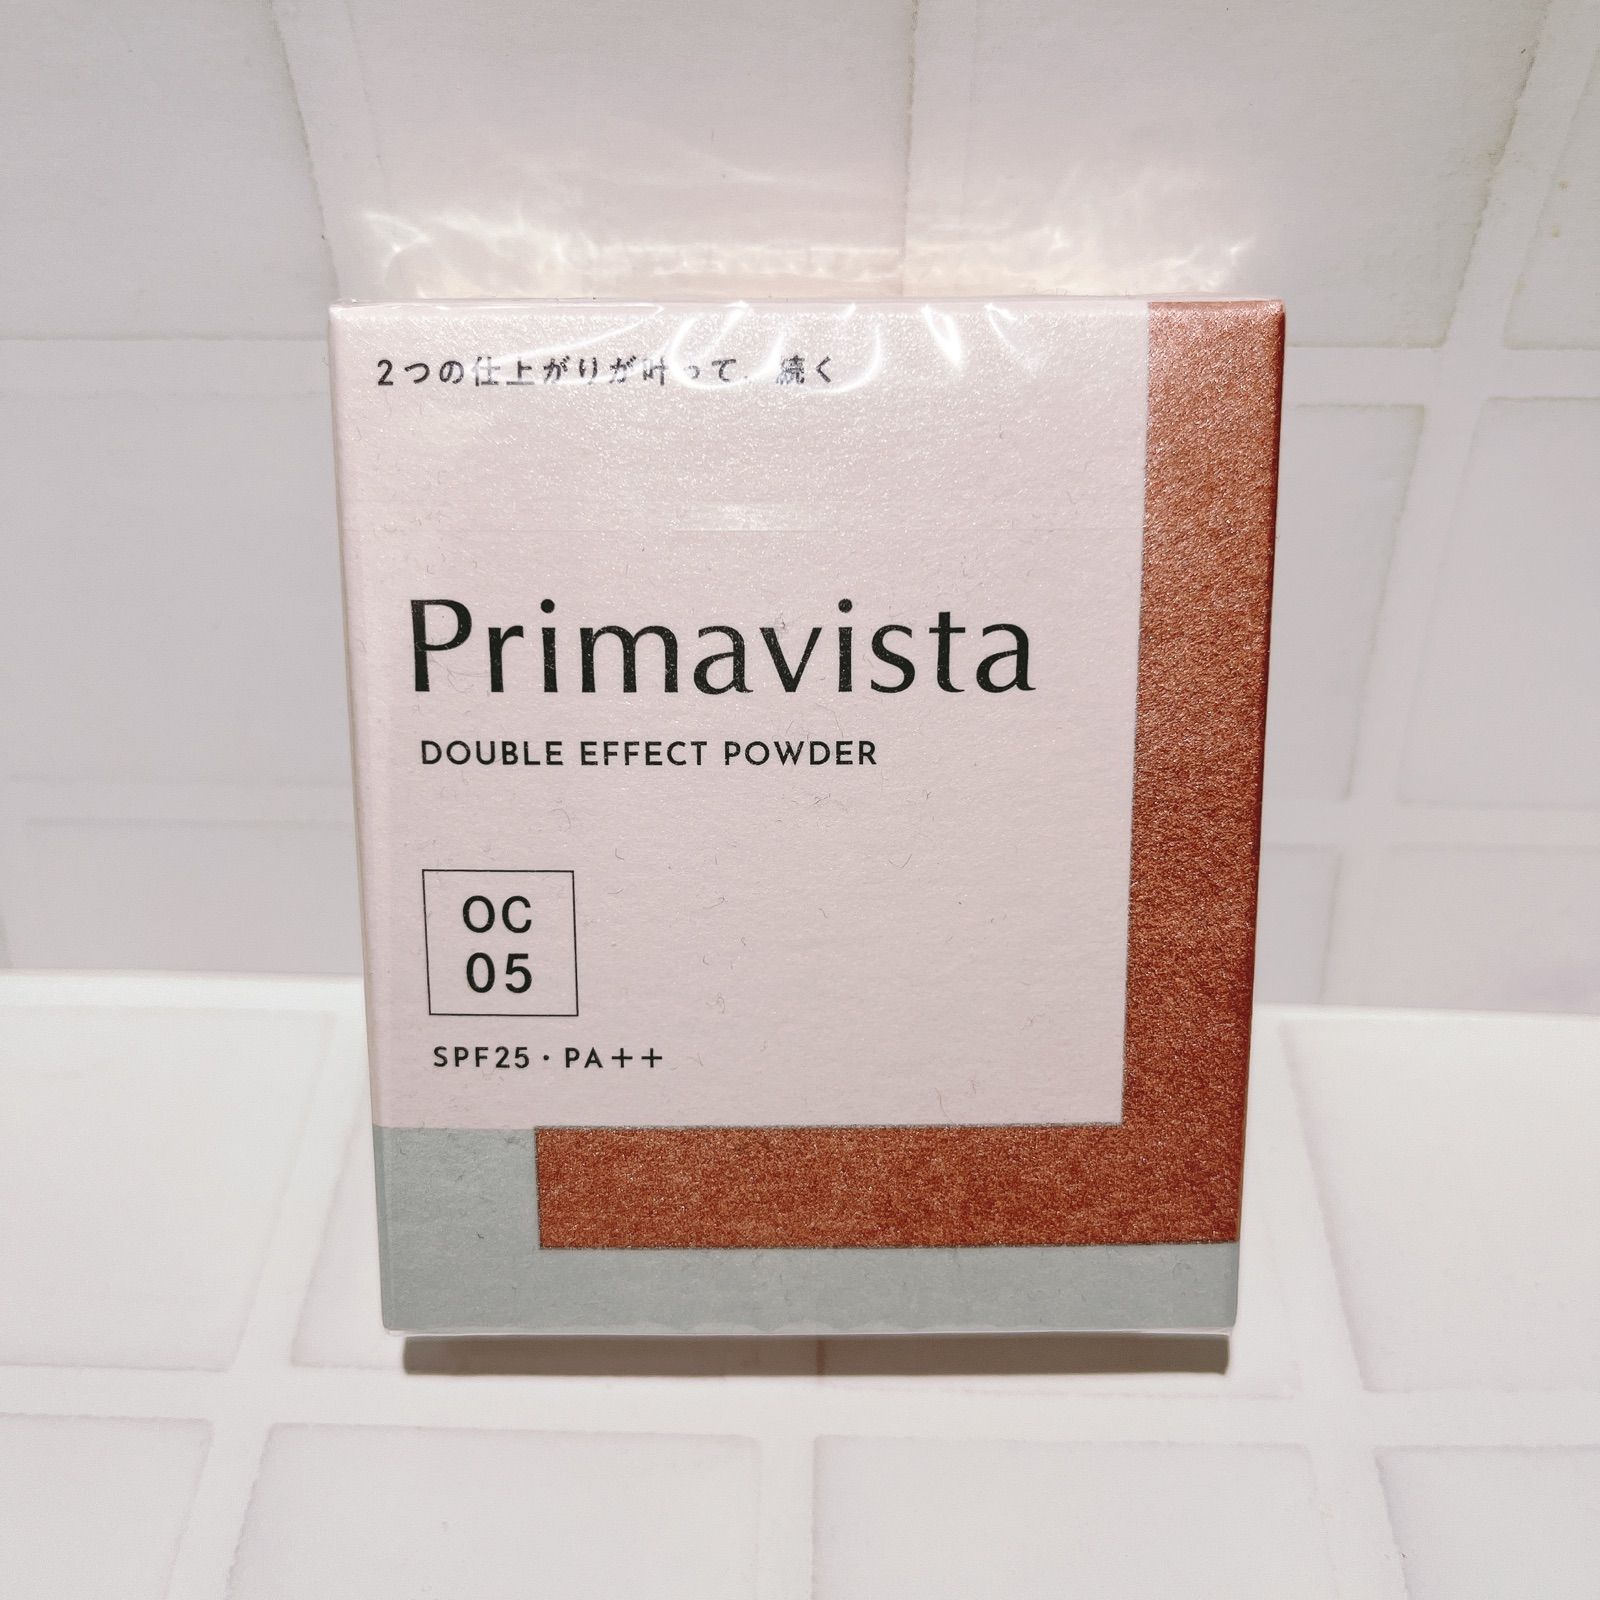 2つの仕上がりが叶って、続く
Primavista
DOUBLE EFFECT POWDER
OC
05
SPF25・PA++